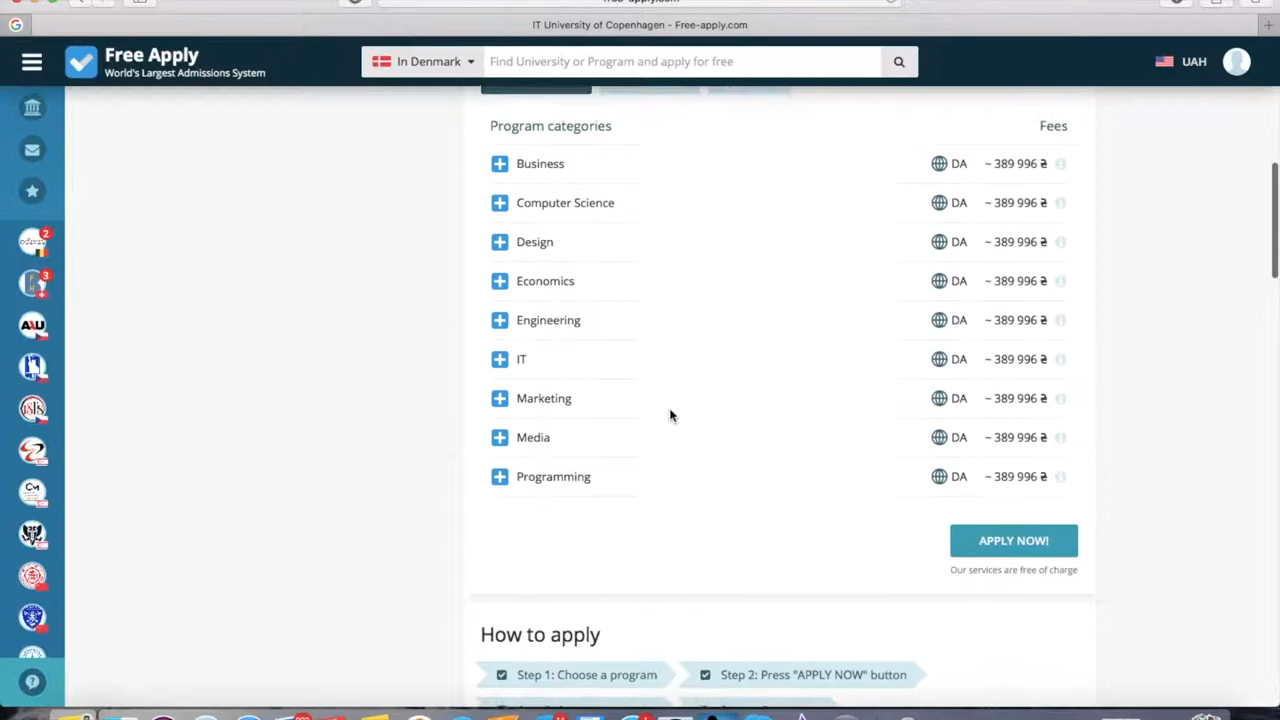 IT University of Copenhagen - Free-apply.com
Free Apply
World's Largest Admissions System
In Denmark
Find University or Program and apply for free
UAH
Program categories
Fees
Business DA ~ 389 996 ₴
Computer Science DA ~ 389 996 ₴
Design DA ~ 389 996 ₴
Economics DA ~ 389 996 ₴
Engineering DA ~ 389 996 ₴
IT DA ~ 389 996 ₴
Marketing DA ~ 389 996 ₴
Media DA ~ 389 996 ₴
Programming DA ~ 389 996 ₴
APPLY NOW!
Our services are free of charge
How to apply
Step 1: Choose a program
Step 2: Press "APPLY NOW" button
2
3